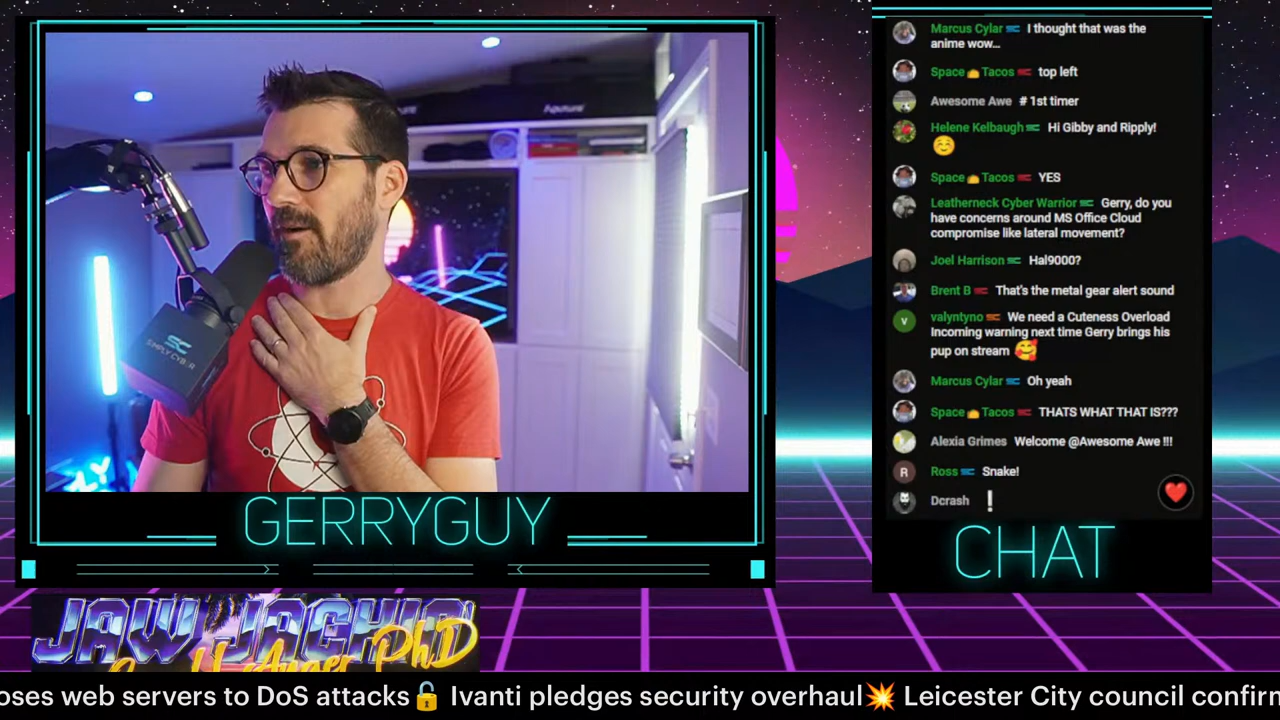 SIMPLY CYBER
GERRYGUY
JAWJACKIN'
PhD
oses web servers to DoS attacks🔓 Ivanti pledges security overhaul💥 Leicester City council confirm
Marcus Cylar I thought that was the
anime wow...
Space🌮Tacos top left
Awesome Awe # 1st timer
Helene Kelbaugh Hi Gibby and Ripply!
☺️
Space🌮Tacos YES
Leatherneck Cyber Warrior Gerry, do you
have concerns around MS Office Cloud
compromise like lateral movement?
Joel Harrison Hal9000?
Brent B That's the metal gear alert sound
V
valyntyno We need a Cuteness Overload
Incoming warning next time Gerry brings his
pup on stream 🥰
Marcus Cylar Oh yeah
Space🌮Tacos THATS WHAT THAT IS???
Alexia Grimes Welcome @Awesome Awe !!!
R
Ross Snake!
Dcrash ❕
CHAT